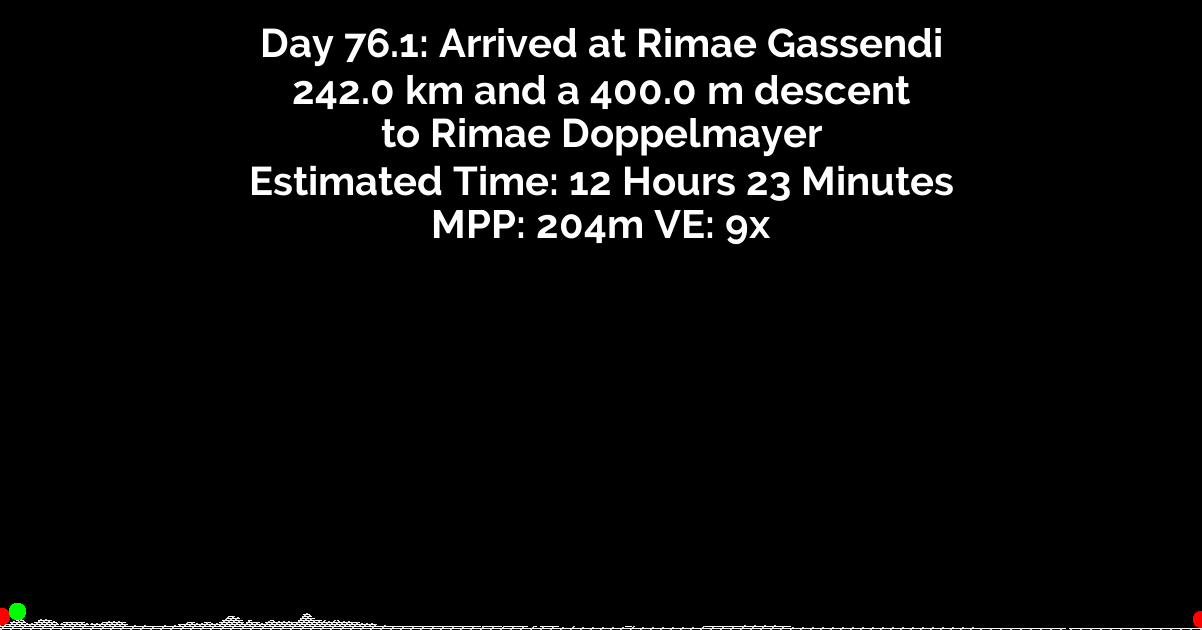 Day 76.1: Arrived at Rimae Gassendi
242.0 km and a 400.0 m descent
to Rimae Doppelmayer
Estimated Time: 12 Hours 23 Minutes
MPP: 204m VE: 9x